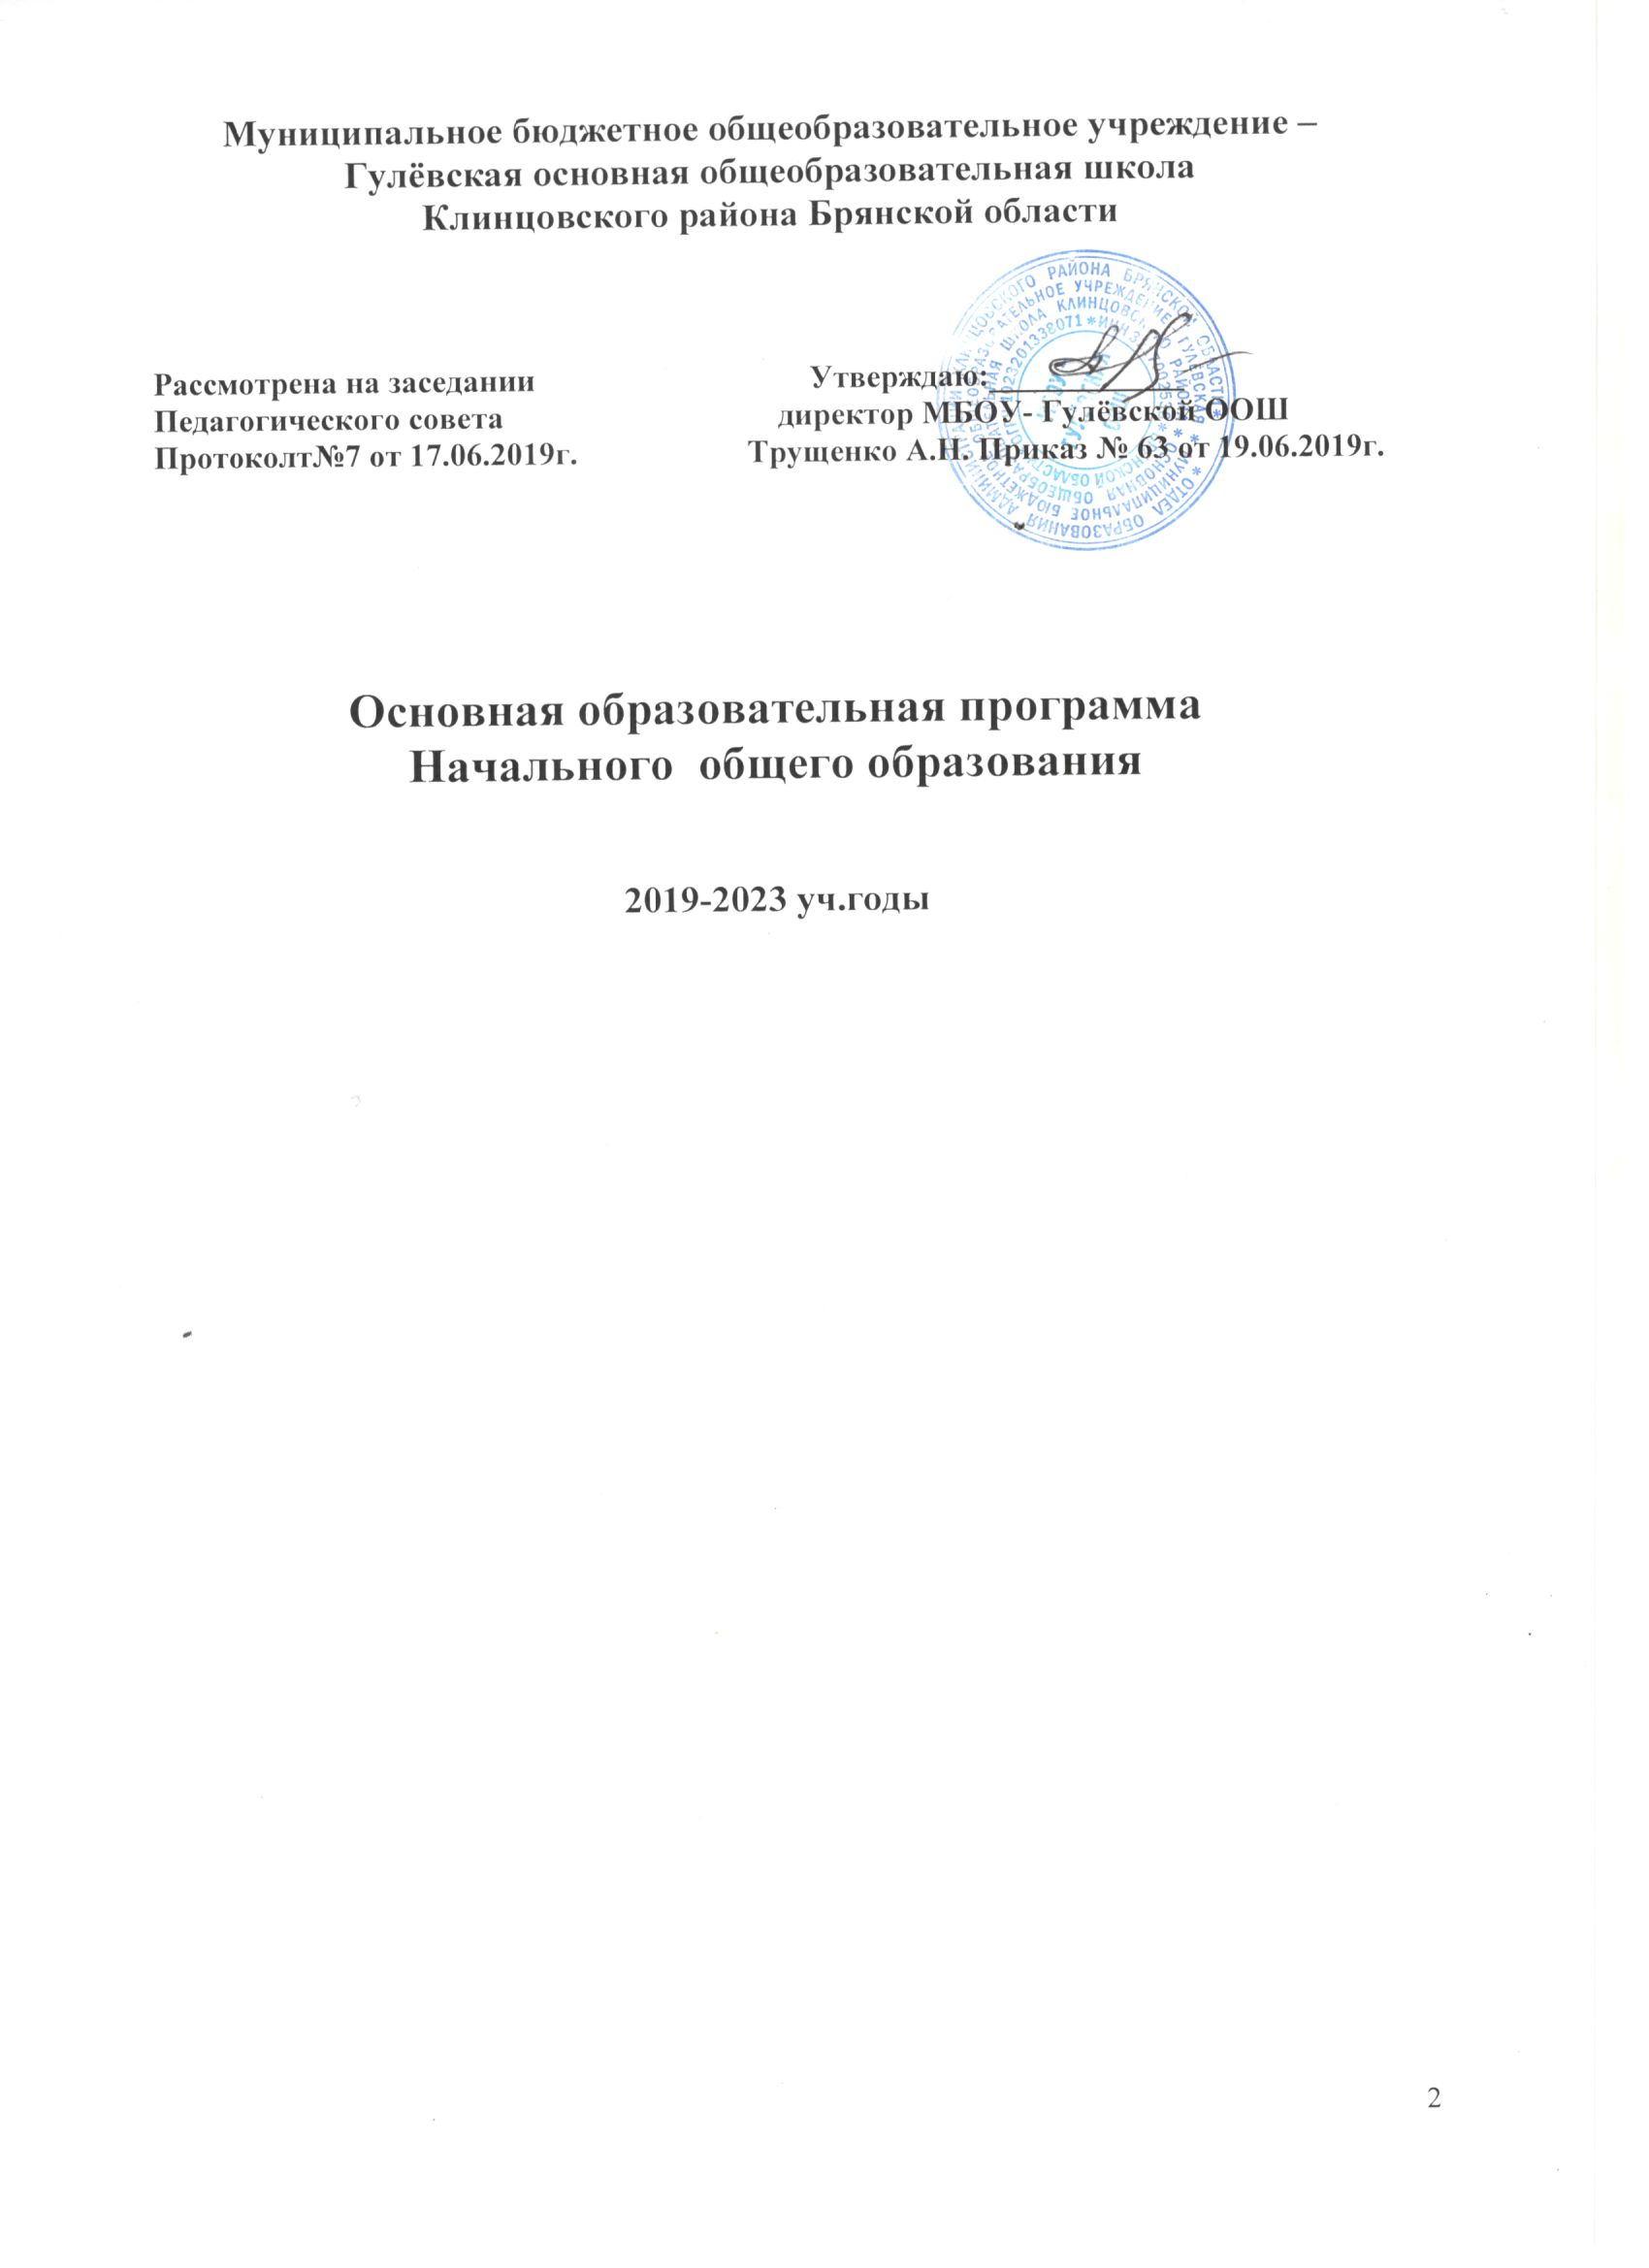 Муниципальное бюджетное общеобразовательное учреждение –
Гулёвская основная общеобразовательная школа
Клинцовского района Брянской области
Рассмотрена на заседании
Педагогического совета
Протоколт№7 от 17.06.2019г.
Утверждаю:
директор МБОУ- Гулёвской ООШ
Трущенко А.Н. Приказ № 63 от 19.06.2019г.
Основная образовательная программа
Начального  общего образования
2019-2023 уч.годы
2